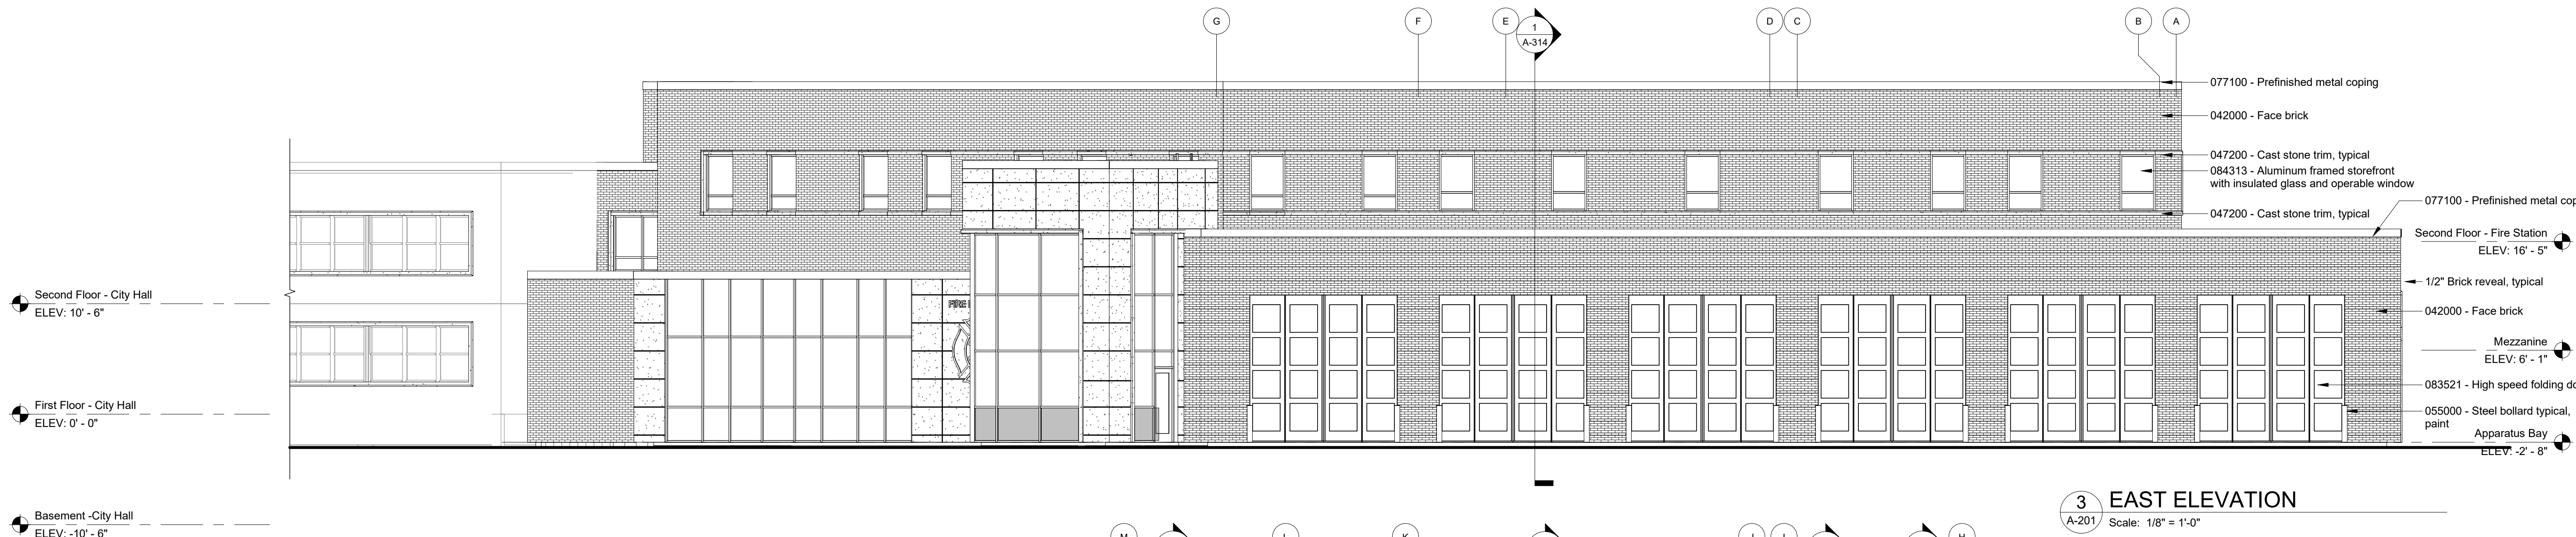 G
F
E
1
A-314
D
C
B
A
077100 - Prefinished metal coping
042000 - Face brick
047200 - Cast stone trim, typical
084313 - Aluminum framed storefront
with insulated glass and operable window
047200 - Cast stone trim, typical
077100 - Prefinished metal cop
Second Floor - Fire Station
ELEV: 16' - 5"
1/2" Brick reveal, typical
042000 - Face brick
Mezzanine
ELEV: 6' - 1"
083521 - High speed folding do
055000 - Steel bollard typical,
paint
Apparatus Bay
ELEV: -2' - 8"
Second Floor - City Hall
ELEV: 10' - 6"
First Floor - City Hall
ELEV: 0' - 0"
Basement -City Hall
ELEV: -10' - 6"
FIRE
3
A-201
EAST ELEVATION
Scale: 1/8" = 1'-0"
M
K
H